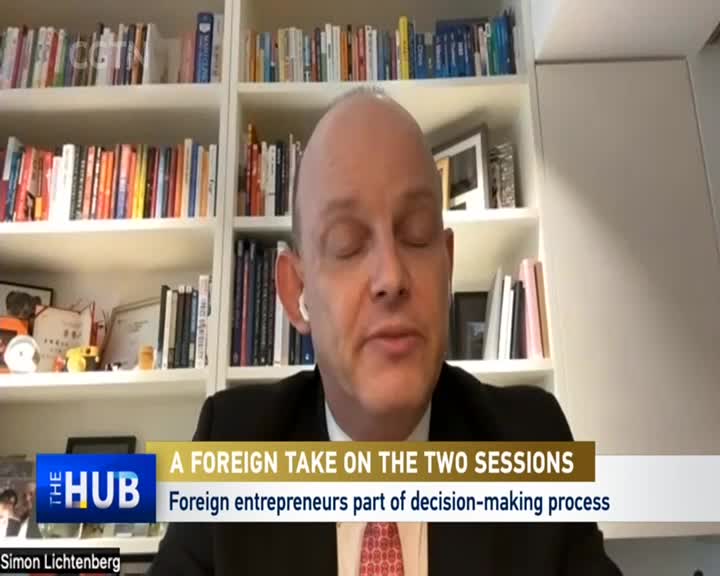 CGTN
THE HUB
A FOREIGN TAKE ON THE TWO SESSIONS
Foreign entrepreneurs part of decision-making process
Simon Lichtenberg